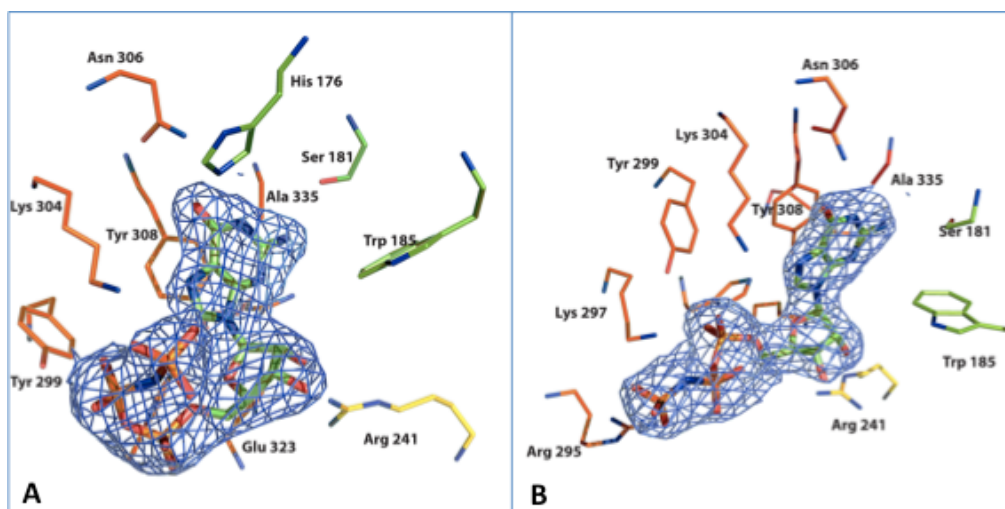 Asn 306
His 176
Ser 181
Lys 304
Ala 335
Tyr 308
Trp 185
Tyr 299
Arg 241
Glu 323
A
Asn 306
Lys 304
Tyr 299
Ala 335
Tyr 308
Ser 181
Lys 297
Trp 185
Arg 241
Arg 295
B